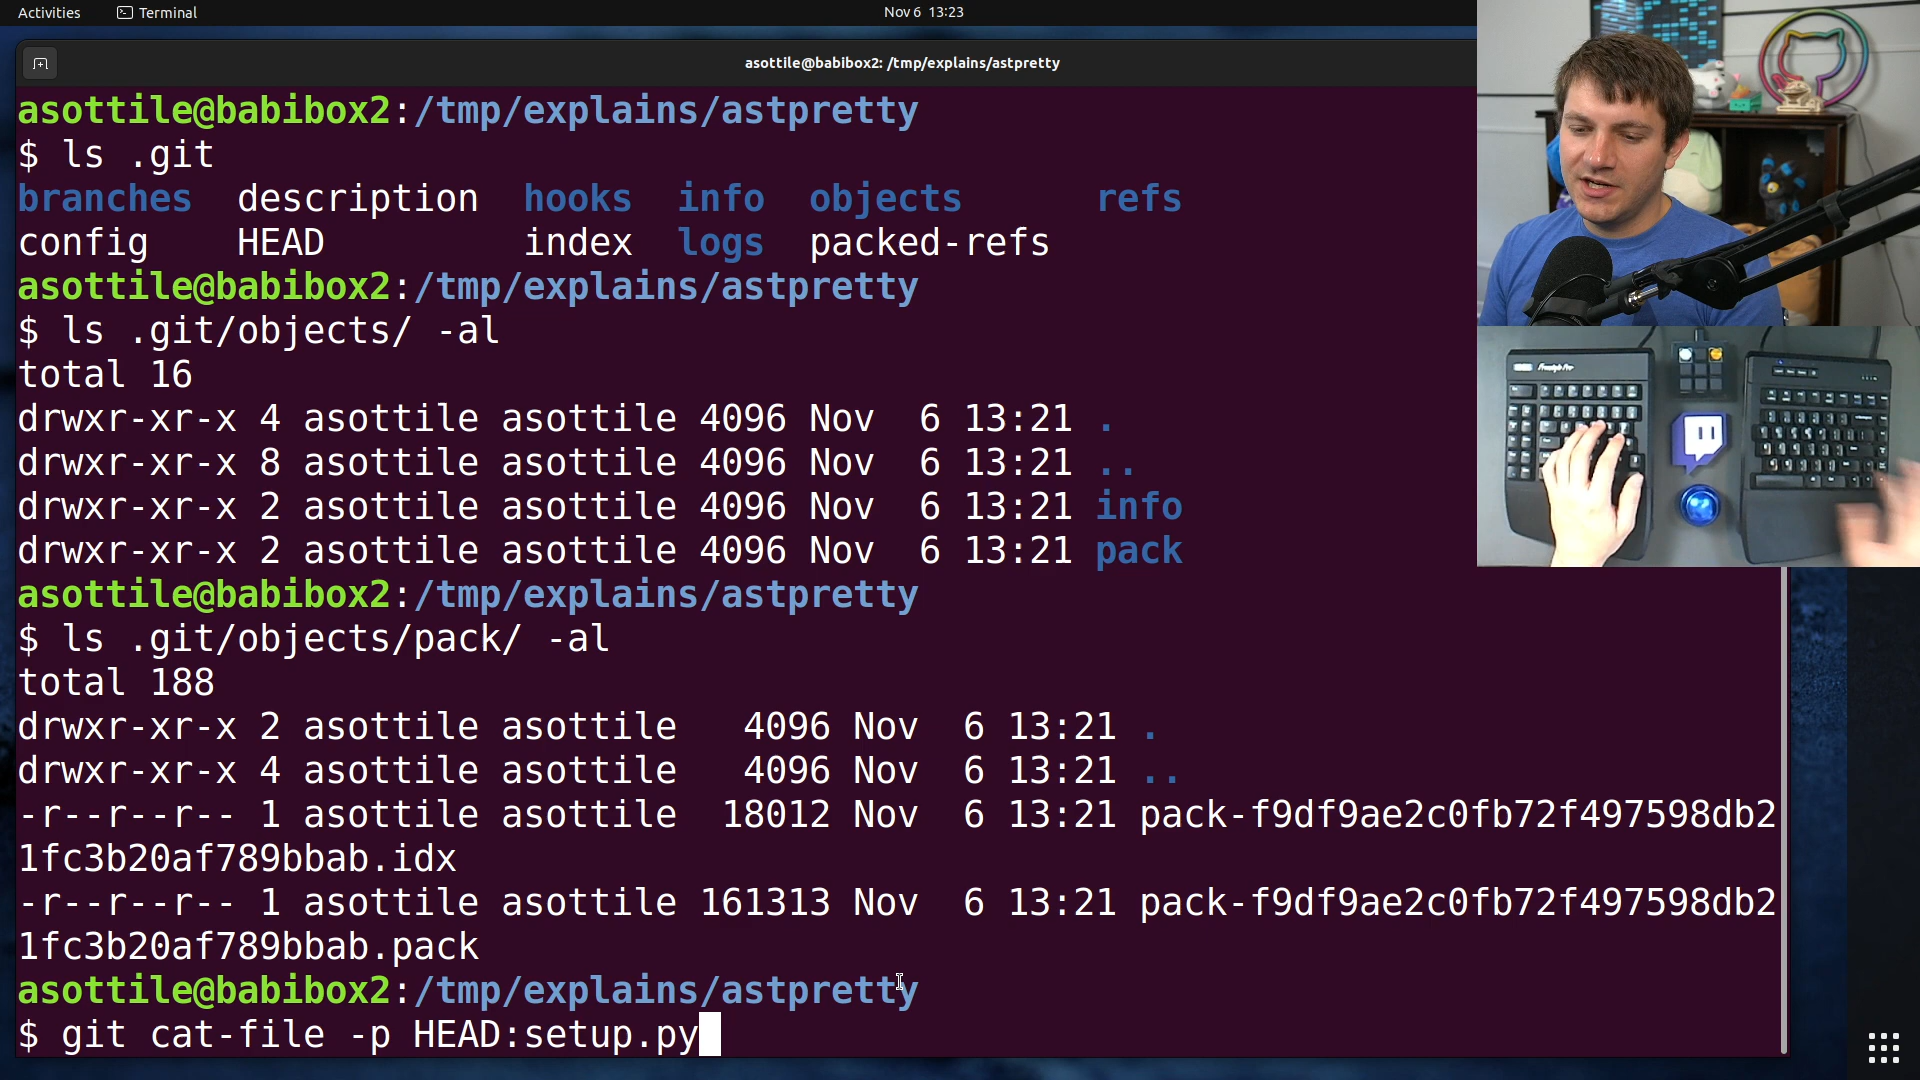 Activities Terminal Nov 6 13:23
asottile@babibox2: /tmp/explains/astpretty
asottile@babibox2:/tmp/explains/astpretty
$ ls .git
branches description hooks info objects refs
config HEAD index logs packed-refs
asottile@babibox2:/tmp/explains/astpretty
$ ls .git/objects/ -al
total 16
drwxr-xr-x 4 asottile asottile 4096 Nov 6 13:21 .
drwxr-xr-x 8 asottile asottile 4096 Nov 6 13:21 ..
drwxr-xr-x 2 asottile asottile 4096 Nov 6 13:21 info
drwxr-xr-x 2 asottile asottile 4096 Nov 6 13:21 pack
asottile@babibox2:/tmp/explains/astpretty
$ ls .git/objects/pack/ -al
total 188
drwxr-xr-x 2 asottile asottile 4096 Nov 6 13:21 .
drwxr-xr-x 4 asottile asottile 4096 Nov 6 13:21 ..
-r--r--r-- 1 asottile asottile 18012 Nov 6 13:21 pack-f9df9ae2c0fb72f497598db2
1fc3b20af789bbab.idx
-r--r--r-- 1 asottile asottile 161313 Nov 6 13:21 pack-f9df9ae2c0fb72f497598db2
1fc3b20af789bbab.pack
asottile@babibox2:/tmp/explains/astpretty
$ git cat-file -p HEAD:setup.py
Freestyle Pro